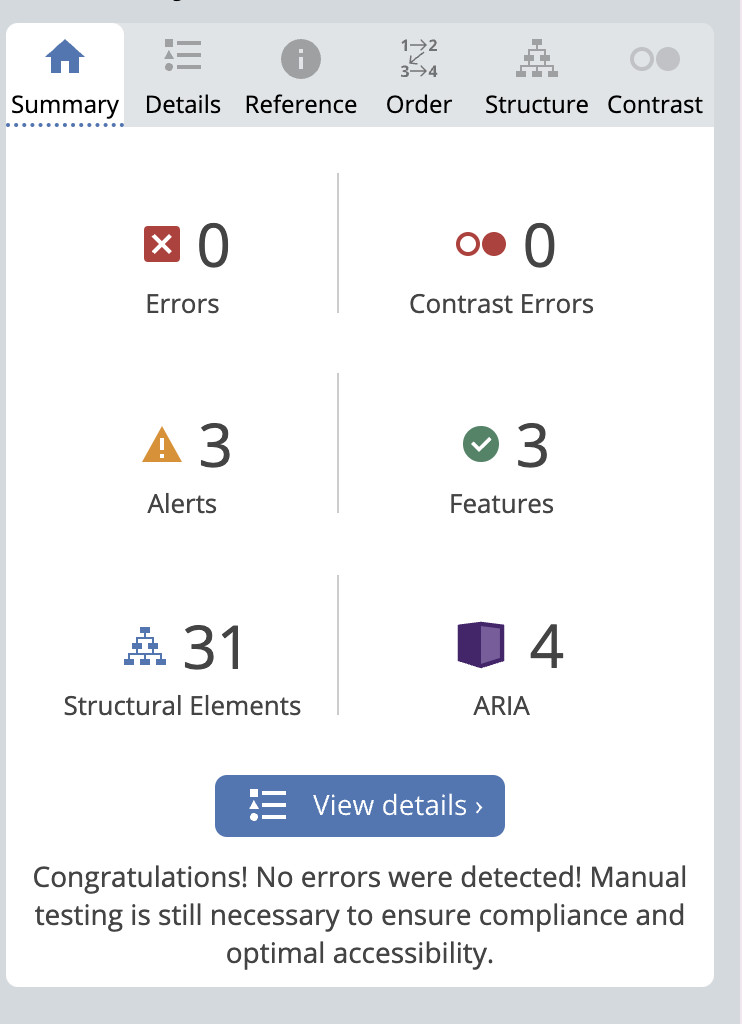 Summary Details Reference Order Structure Contrast
1→2
3→4
0 0
Errors Contrast Errors
3 3
Alerts Features
31 4
Structural Elements ARIA
View details ›
Congratulations! No errors were detected! Manual
testing is still necessary to ensure compliance and
optimal accessibility.